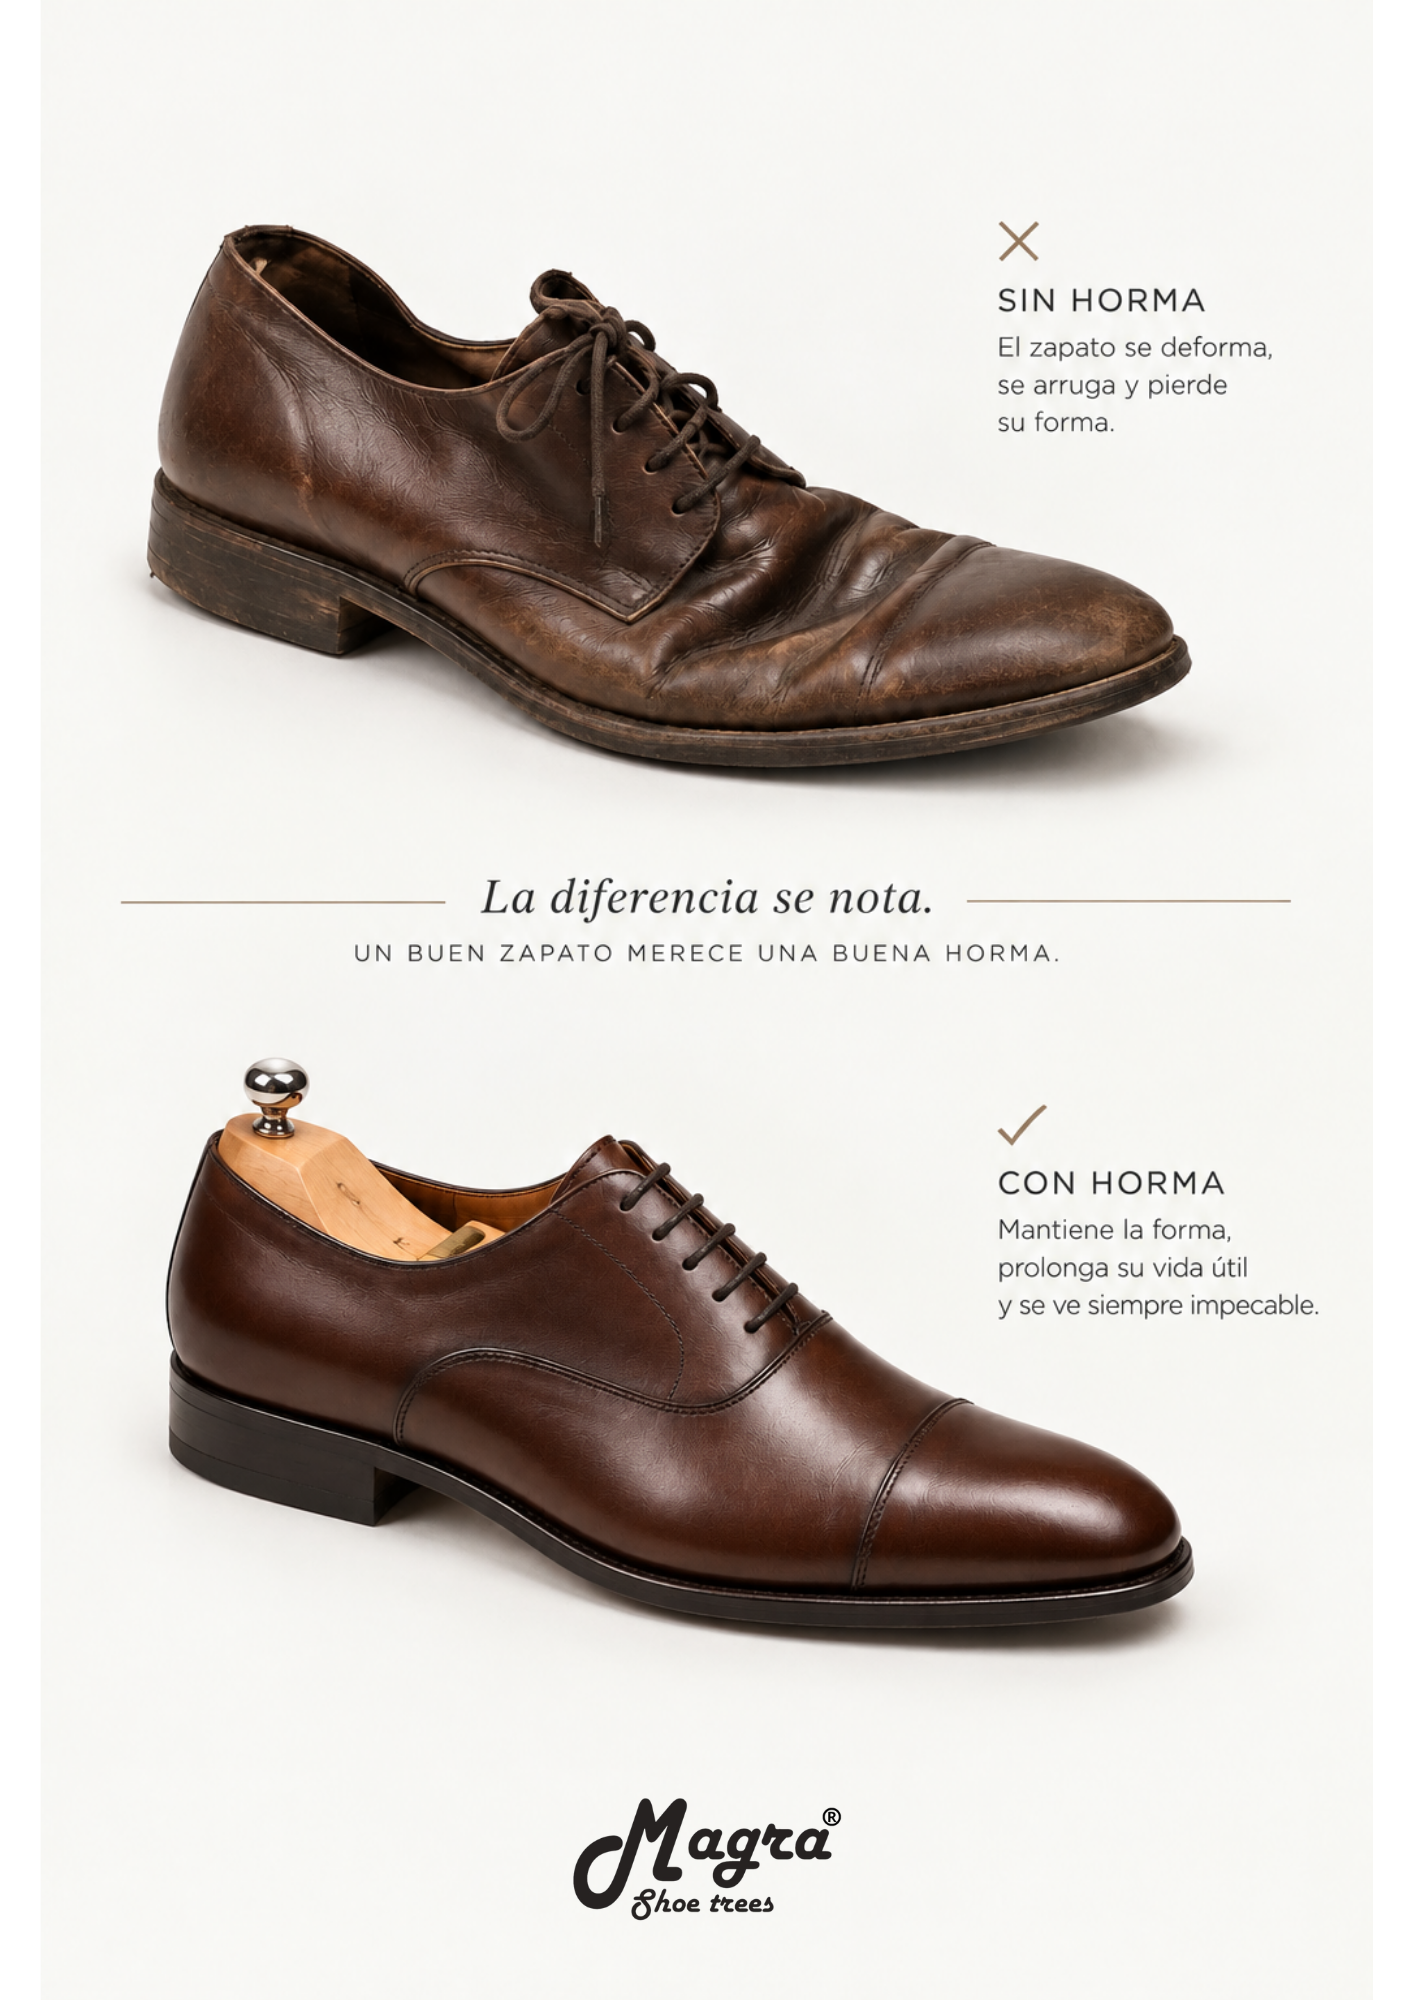 SIN HORMA
El zapato se deforma,
se arruga y pierde
su forma.
La diferencia se nota.
UN BUEN ZAPATO MERECE UNA BUENA HORMA.
CON HORMA
Mantiene la forma,
prolonga su vida útil
y se ve siempre impecable.
Magra®
Shoe trees